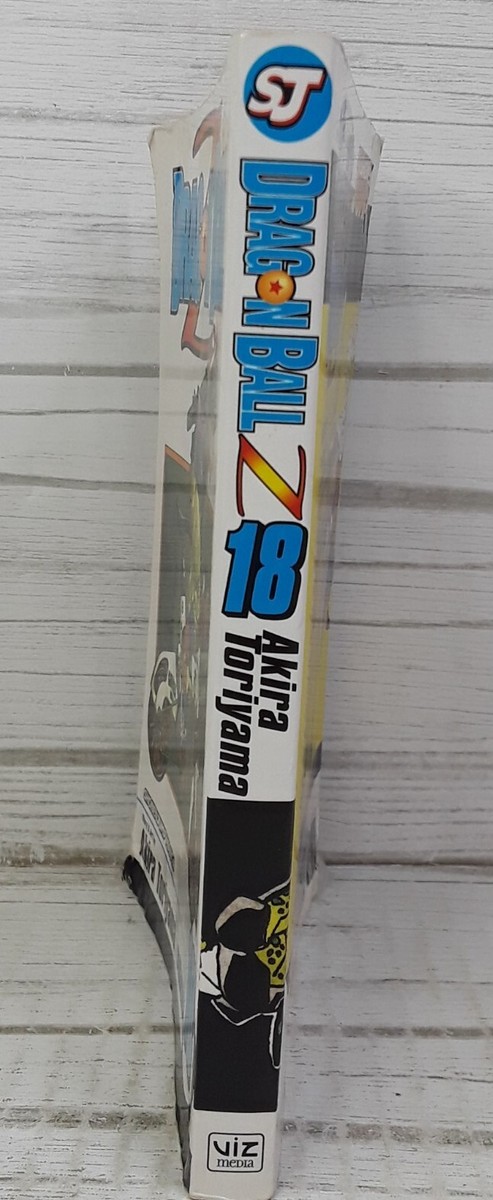 SJ
DRAGON BALL Z
18
Akira
Toriyama
VIZ
media